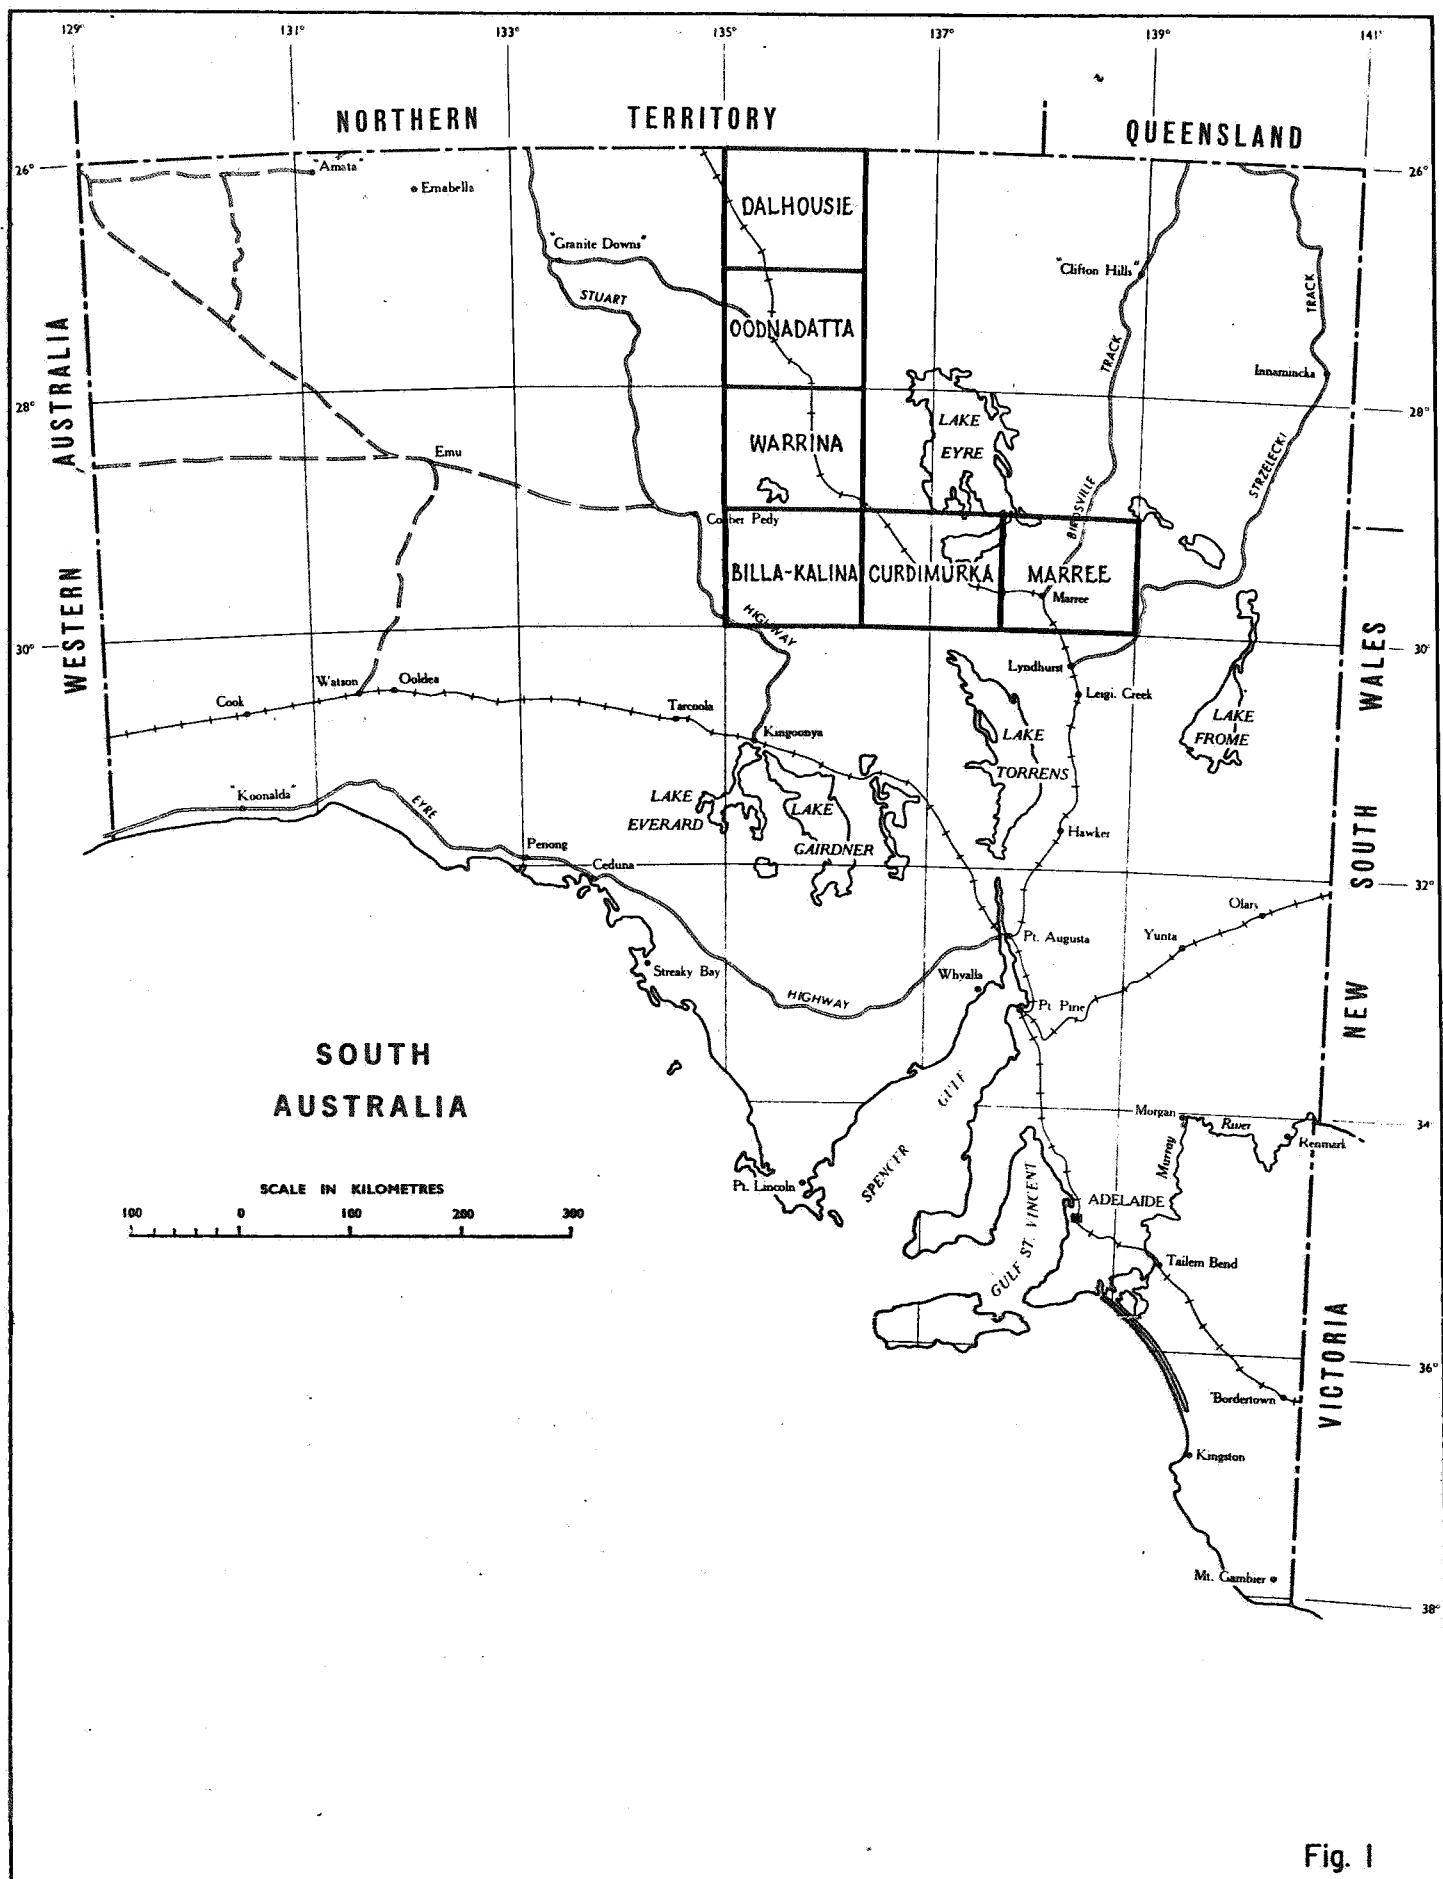 129° 131° 133° 135° 137° 139° 141°
NORTHERN TERRITORY QUEENSLAND
26° "Amata" Ernabella DALHOUSIE 26°
"Granite Downs" "Clifton Hills"
STUART TRACK
WESTERN AUSTRALIA
OODNADATTA
TRACK
Innamincka
28° 28°
LAKE
EYRE
WARRINA
Emu
STRZELECKI
BIRDSVILLE
Coober Pedy
BILLA-KALINA CURDIMURKA MARREE
Marree
HIGHWAY
30° 30°
Lyndhurst
Watson Ooldea
Leigh Creek
Cook Tarcoola
Kingoonya
LAKE
FROME
LAKE
TORRENS
"Koonalda" EYRE
LAKE
EVERARD
LAKE
GAIRDNER
Hawker
Penong
Ceduna
32°
NEW SOUTH WALES
Olary
Yunta
Pt. Augusta
Streaky Bay Whyalla
HIGHWAY Pt. Pirie
SOUTH
AUSTRALIA
SPENCER GULF
Morgan River 34°
Renmark
Murray
Pt. Lincoln
GULF ST. VINCENT
ADELAIDE
SCALE IN KILOMETRES
100 0 100 200 300
Tailem Bend
VICTORIA
36°
Bordertown
Kingston
Mt. Gambier
38°
Fig. 1